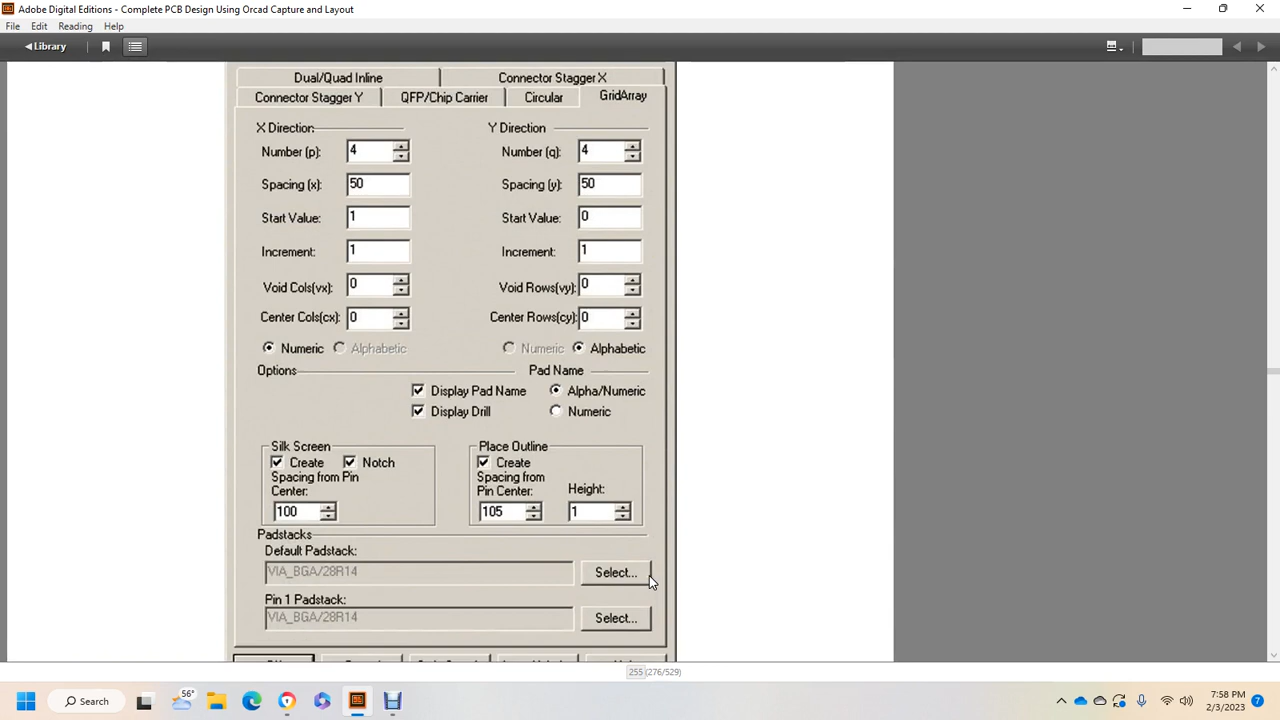 Adobe Digital Editions - Complete PCB Design Using Orcad Capture and Layout
File Edit Reading Help
Library
Dual/Quad Inline Connector Stagger X
Connector Stagger Y QFP/Chip Carrier Circular GridArray
X Direction Y Direction
Number (p): 4 Number (q): 4
Spacing (x): 50 Spacing (y): 50
Start Value: 1 Start Value: 0
Increment: 1 Increment: 1
Void Cols(vx): 0 Void Rows(vy): 0
Center Cols(cx): 0 Center Rows(cy): 0
Numeric Alphabetic Numeric Alphabetic
Options Pad Name
Display Pad Name Alpha/Numeric
Display Drill Numeric
Silk Screen Place Outline
Create Notch Create
Spacing from Pin Center: Spacing from Pin Center: Height:
100 105 1
Padstacks
Default Padstack:
VIA_BGA/28R14 Select...
Pin 1 Padstack:
VIA_BGA/28R14 Select...
255 (276/529)
56°
Search
7:58 PM
2/3/2023
7